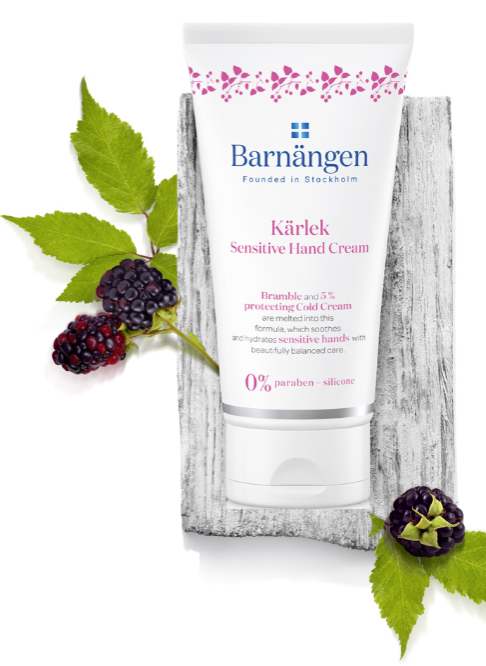 Barnängen
Founded in Stockholm
Kärlek
Sensitive Hand Cream
Bramble and 5%
protecting Cold Cream
are melted into this
formula, which soothes
and hydrates sensitive hands with
beautifully balanced care.
0% paraben – silicone